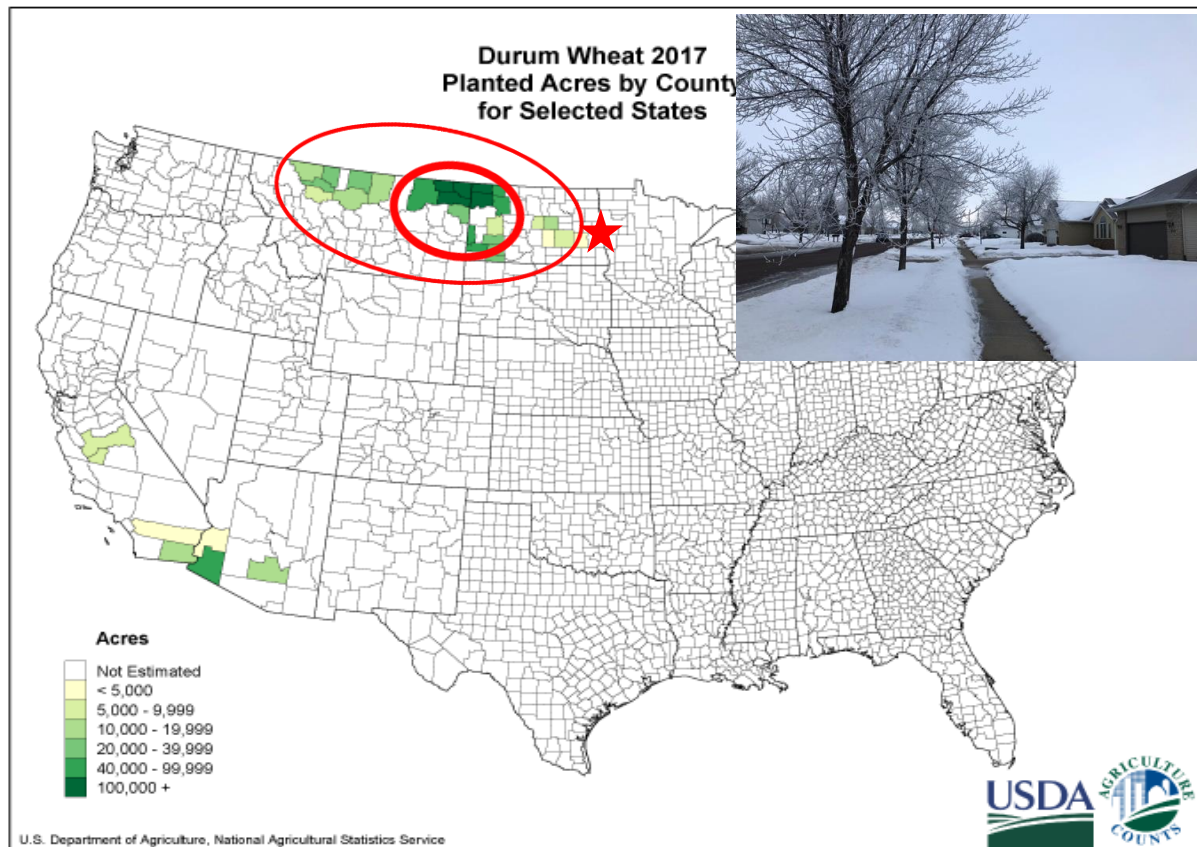 Durum Wheat 2017
Planted Acres by County
for Selected States
Acres
Not Estimated
< 5,000
5,000 - 9,999
10,000 - 19,999
20,000 - 39,999
40,000 - 99,999
100,000 +
USDA
AGRICULTURE
COUNTS
U.S. Department of Agriculture, National Agricultural Statistics Service